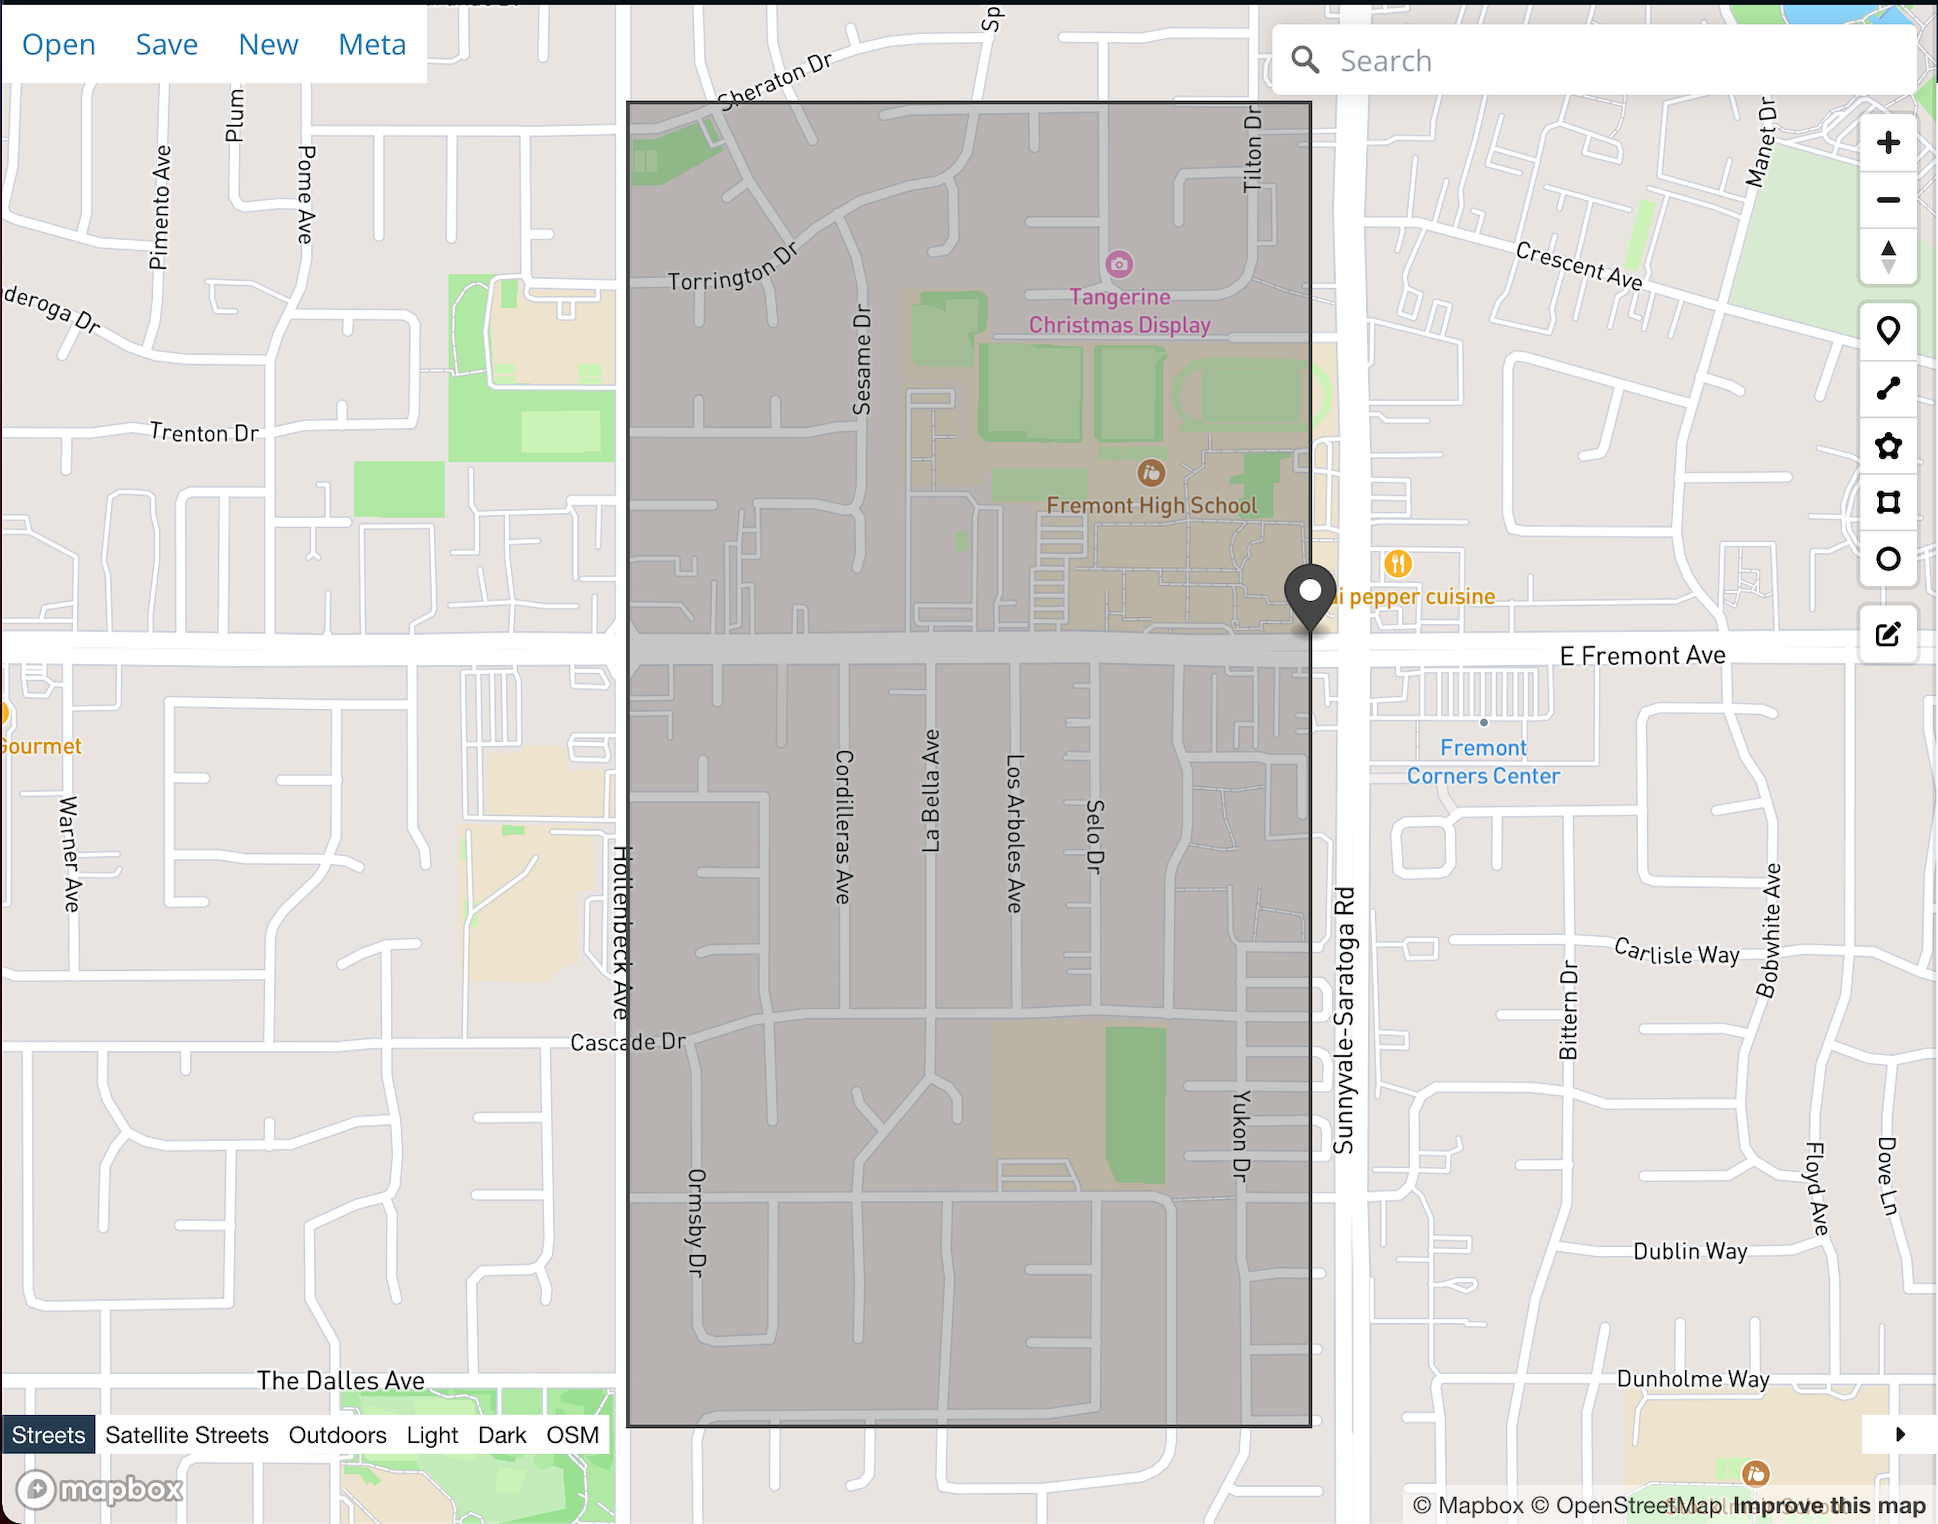 Open Save New Meta
Search
Sp
Sheraton Dr
Plum
Pimento Ave
Pome Ave
Tilton Dr
Manet Dr
Crescent Ave
Torrington Dr
Tangerine
Christmas Display
deroga Dr
Sesame Dr
Trenton Dr
Fremont High School
i pepper cuisine
E Fremont Ave
Gourmet
Fremont
Corners Center
Warner Ave
Cordilleras Ave
La Bella Ave
Los Arboles Ave
Selo Dr
Hollenbeck Ave
Sunnyvale-Saratoga Rd
Bobwhite Ave
Carlisle Way
Bittern Dr
Cascade Dr
Yukon Dr
Floyd Ave
Dove Ln
Ormsby Dr
Dublin Way
The Dalles Ave
Dunholme Way
Streets Satellite Streets Outdoors Light Dark OSM
mapbox
© Mapbox © OpenStreetMap Improve this map